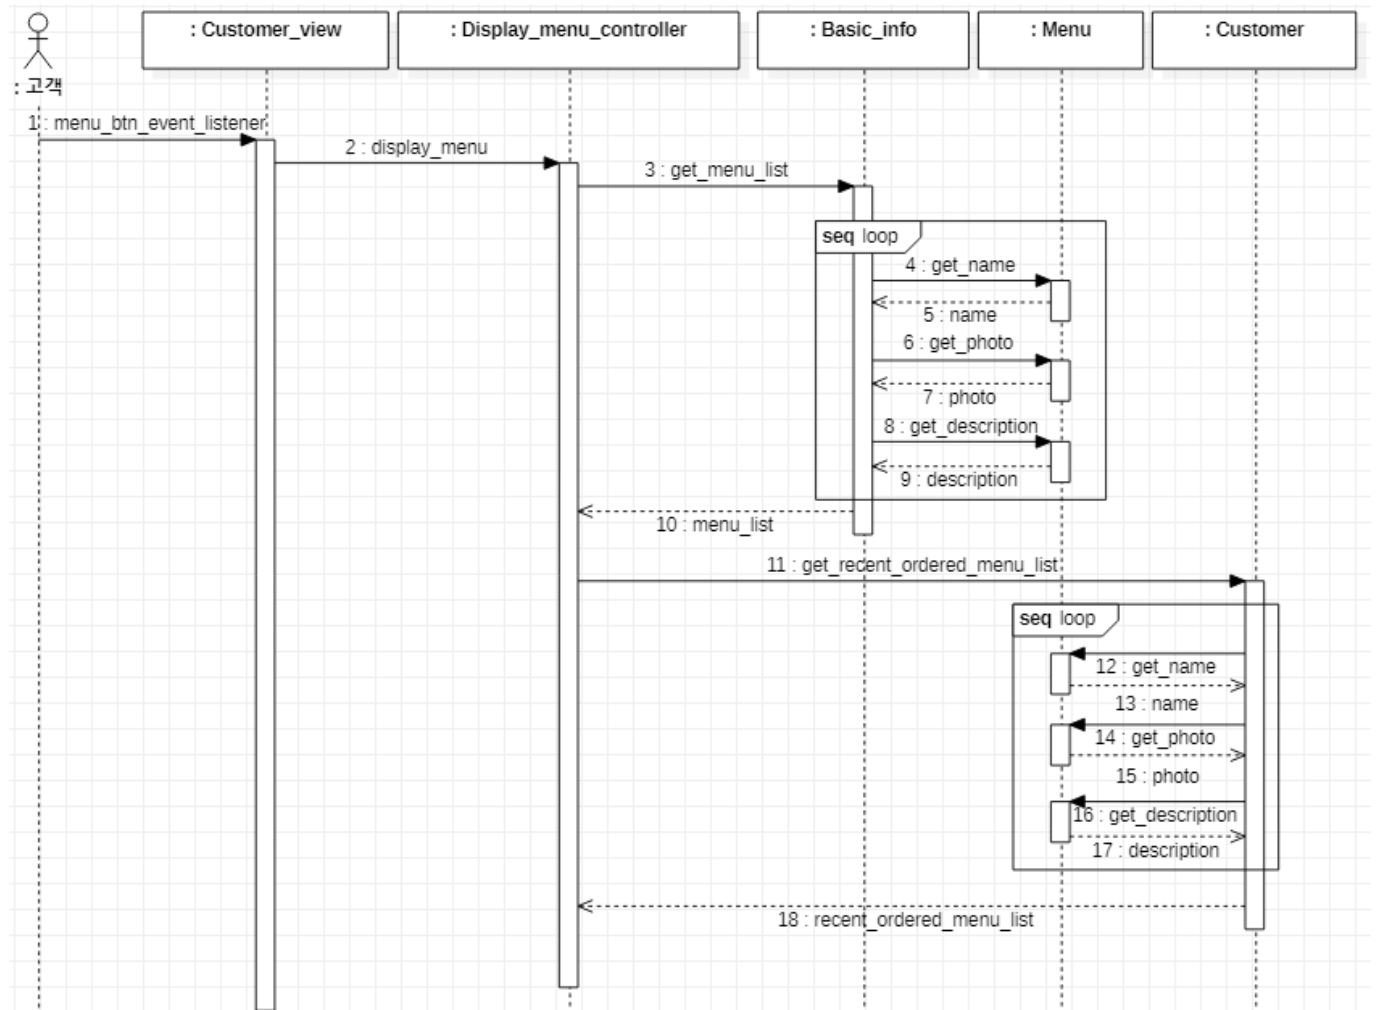 : Customer_view
: Display_menu_controller
: Basic_info
: Menu
: Customer
: 고객
1 : menu_btn_event_listener
2 : display_menu
3 : get_menu_list
seq loop
4 : get_name
5 : name
6 : get_photo
7 : photo
8 : get_description
9 : description
10 : menu_list
11 : get_recent_ordered_menu_list
seq loop
12 : get_name
13 : name
14 : get_photo
15 : photo
16 : get_description
17 : description
18 : recent_ordered_menu_list